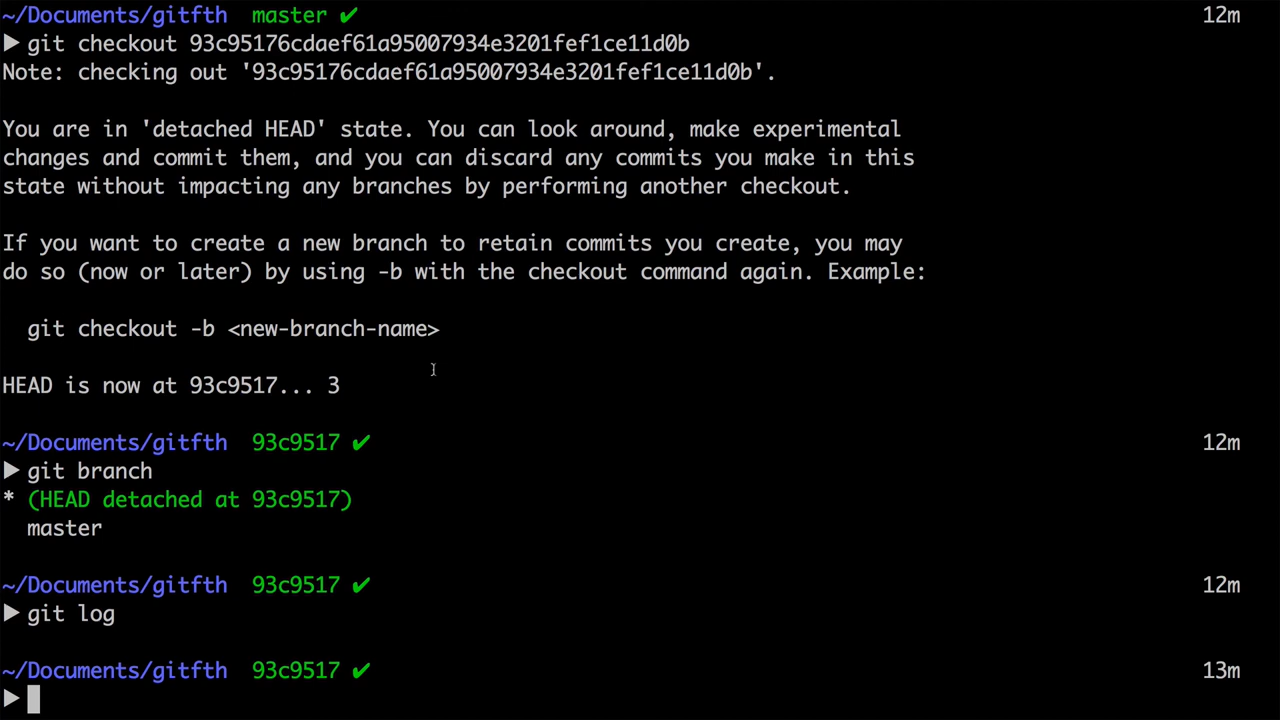 ~/Documents/gitfth master ✔ 12m
▶ git checkout 93c95176cdaef61a95007934e3201fef1ce11d0b
Note: checking out '93c95176cdaef61a95007934e3201fef1ce11d0b'.
You are in 'detached HEAD' state. You can look around, make experimental
changes and commit them, and you can discard any commits you make in this
state without impacting any branches by performing another checkout.
If you want to create a new branch to retain commits you create, you may
do so (now or later) by using -b with the checkout command again. Example:
git checkout -b <new-branch-name>
HEAD is now at 93c9517... 3
~/Documents/gitfth 93c9517 ✔ 12m
▶ git branch
* (HEAD detached at 93c9517)
master
~/Documents/gitfth 93c9517 ✔ 12m
▶ git log
~/Documents/gitfth 93c9517 ✔ 13m
▶